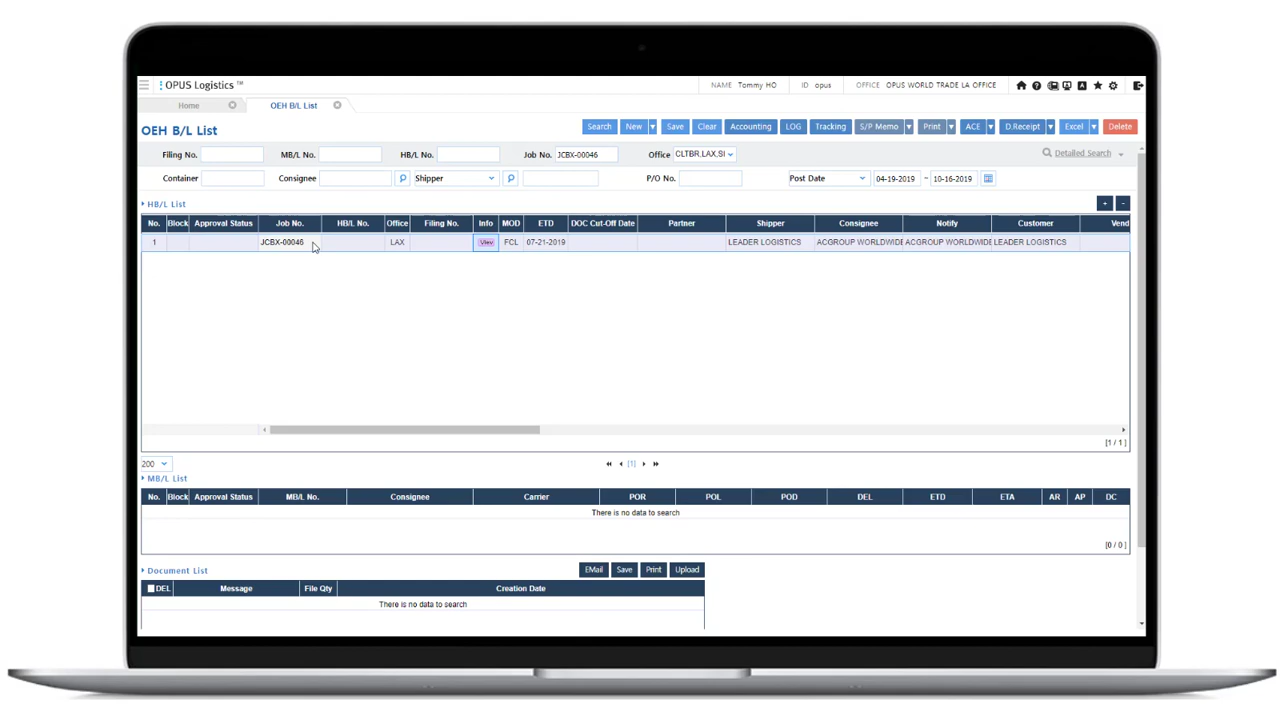 OPUS Logistics ™ NAME Tommy HO ID opus OFFICE OPUS WORLD TRADE LA OFFICE
Home OEH B/L List
OEH B/L List Search New Save Clear Accounting LOG Tracking S/P Memo Print ACE D.Receipt Excel Delete
Filing No. MB/L No. HB/L No. Job No. JCBX-00046 Office CLTBR,LAX,SI Detailed Search
Container Consignee Shipper P/O No. Post Date 04-19-2019 ~ 10-16-2019
HB/L List + -
No. Block Approval Status Job No. HB/L No. Office Filing No. Info MOD ETD DOC Cut-Off Date Partner Shipper Consignee Notify Customer Vend
1 JCBX-00046 LAX View FCL 07-21-2019 LEADER LOGISTICS ACGROUP WORLDWIDE ACGROUP WORLDWIDE LEADER LOGISTICS
[1 / 1 ]
200 [1]
MB/L List
No. Block Approval Status MB/L No. Consignee Carrier POR POL POD DEL ETD ETA AR AP DC
There is no data to search
[0 / 0 ]
Document List EMail Save Print Upload
DEL Message File Qty Creation Date
There is no data to search